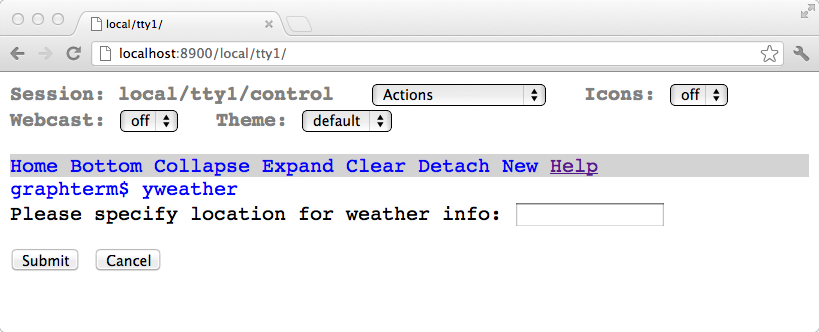 local/tty1/
localhost:8900/local/tty1/
Session: local/tty1/control Actions Icons: off
Webcast: off Theme: default
Home Bottom Collapse Expand Clear Detach New Help
graphterm$ yweather
Please specify location for weather info:
Submit Cancel